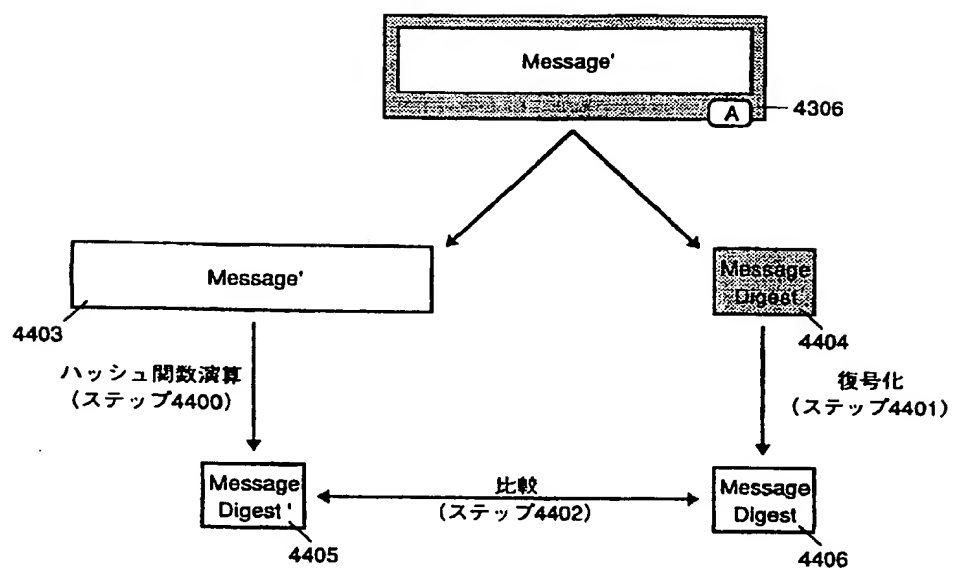 Message'
A
4306
Message'
4403
Message
Digest
4404
ハッシュ関数演算
（ステップ4400）
復号化
（ステップ4401）
Message
Digest '
4405
比較
（ステップ4402）
Message
Digest
4406